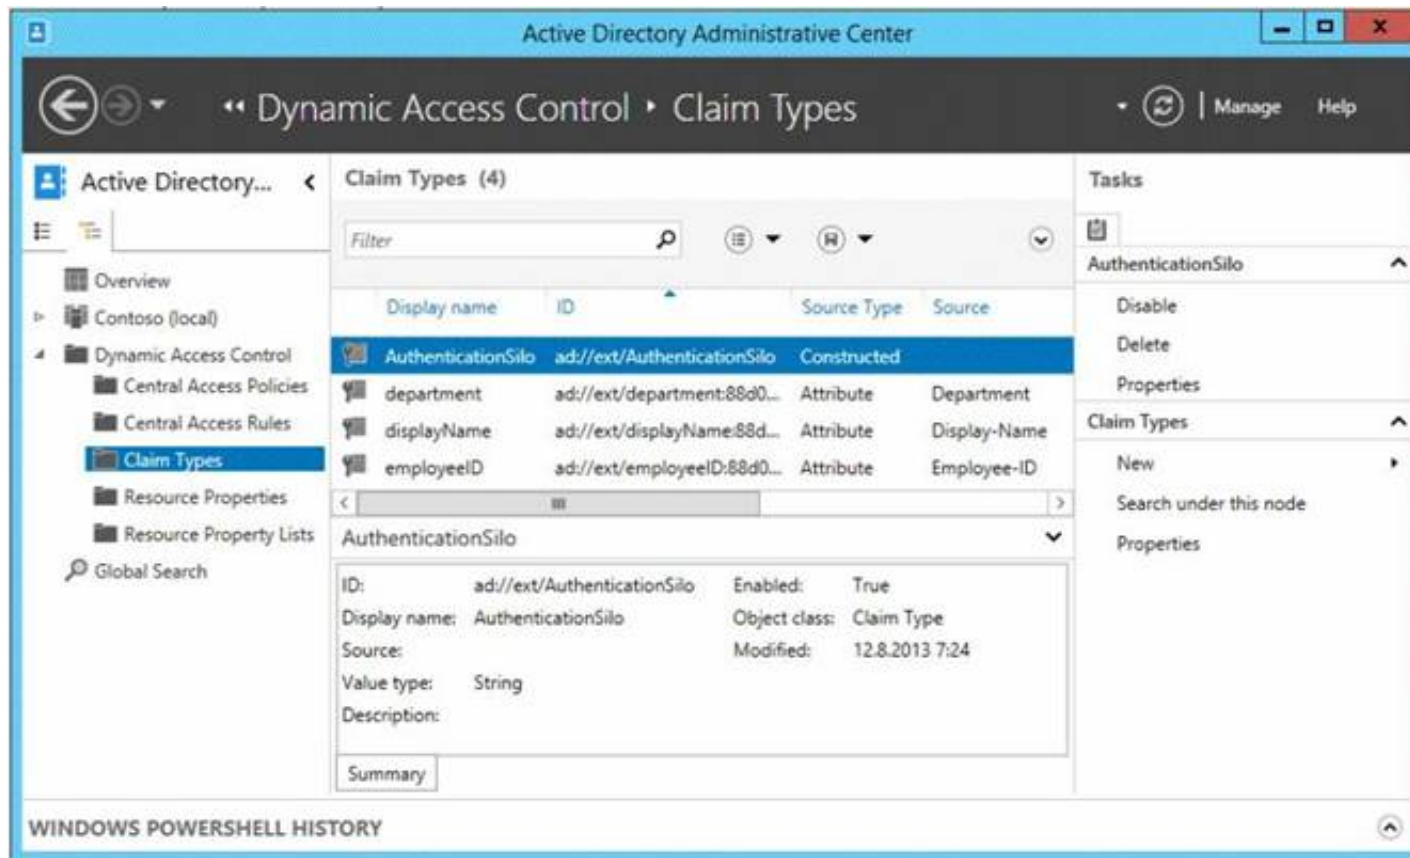 Active Directory Administrative Center
Dynamic Access Control
Claim Types
Manage
Help
Active Directory...
Overview
Contoso (local)
Dynamic Access Control
Central Access Policies
Central Access Rules
Claim Types
Resource Properties
Resource Property Lists
Global Search
Claim Types (4)
Filter
Display name ID Source Type Source
AuthenticationSilo ad://ext/AuthenticationSilo Constructed
department ad://ext/department:88d0... Attribute Department
displayName ad://ext/displayName:88d... Attribute Display-Name
employeeID ad://ext/employeeID:88d0... Attribute Employee-ID
AuthenticationSilo
ID: ad://ext/AuthenticationSilo Enabled: True
Display name: AuthenticationSilo Object class: Claim Type
Source: Modified: 12.8.2013 7:24
Value type: String
Description:
Summary
Tasks
AuthenticationSilo
Disable
Delete
Properties
Claim Types
New
Search under this node
Properties
WINDOWS POWERSHELL HISTORY